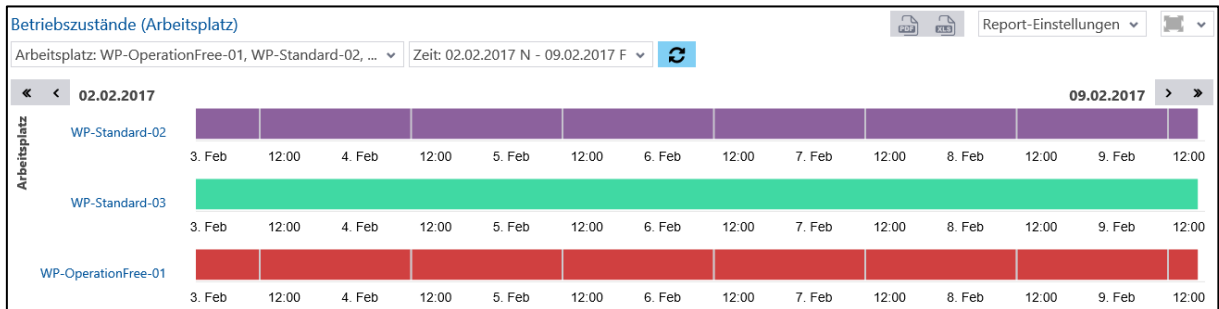 Betriebszustände (Arbeitsplatz)
PDF XLS Report-Einstellungen
Arbeitsplatz: WP-OperationFree-01, WP-Standard-02, ... Zeit: 02.02.2017 N - 09.02.2017 F
« ‹ 02.02.2017 09.02.2017 › »
Arbeitsplatz
WP-Standard-02
3. Feb 12:00 4. Feb 12:00 5. Feb 12:00 6. Feb 12:00 7. Feb 12:00 8. Feb 12:00 9. Feb 12:00
WP-Standard-03
3. Feb 12:00 4. Feb 12:00 5. Feb 12:00 6. Feb 12:00 7. Feb 12:00 8. Feb 12:00 9. Feb 12:00
WP-OperationFree-01
3. Feb 12:00 4. Feb 12:00 5. Feb 12:00 6. Feb 12:00 7. Feb 12:00 8. Feb 12:00 9. Feb 12:00